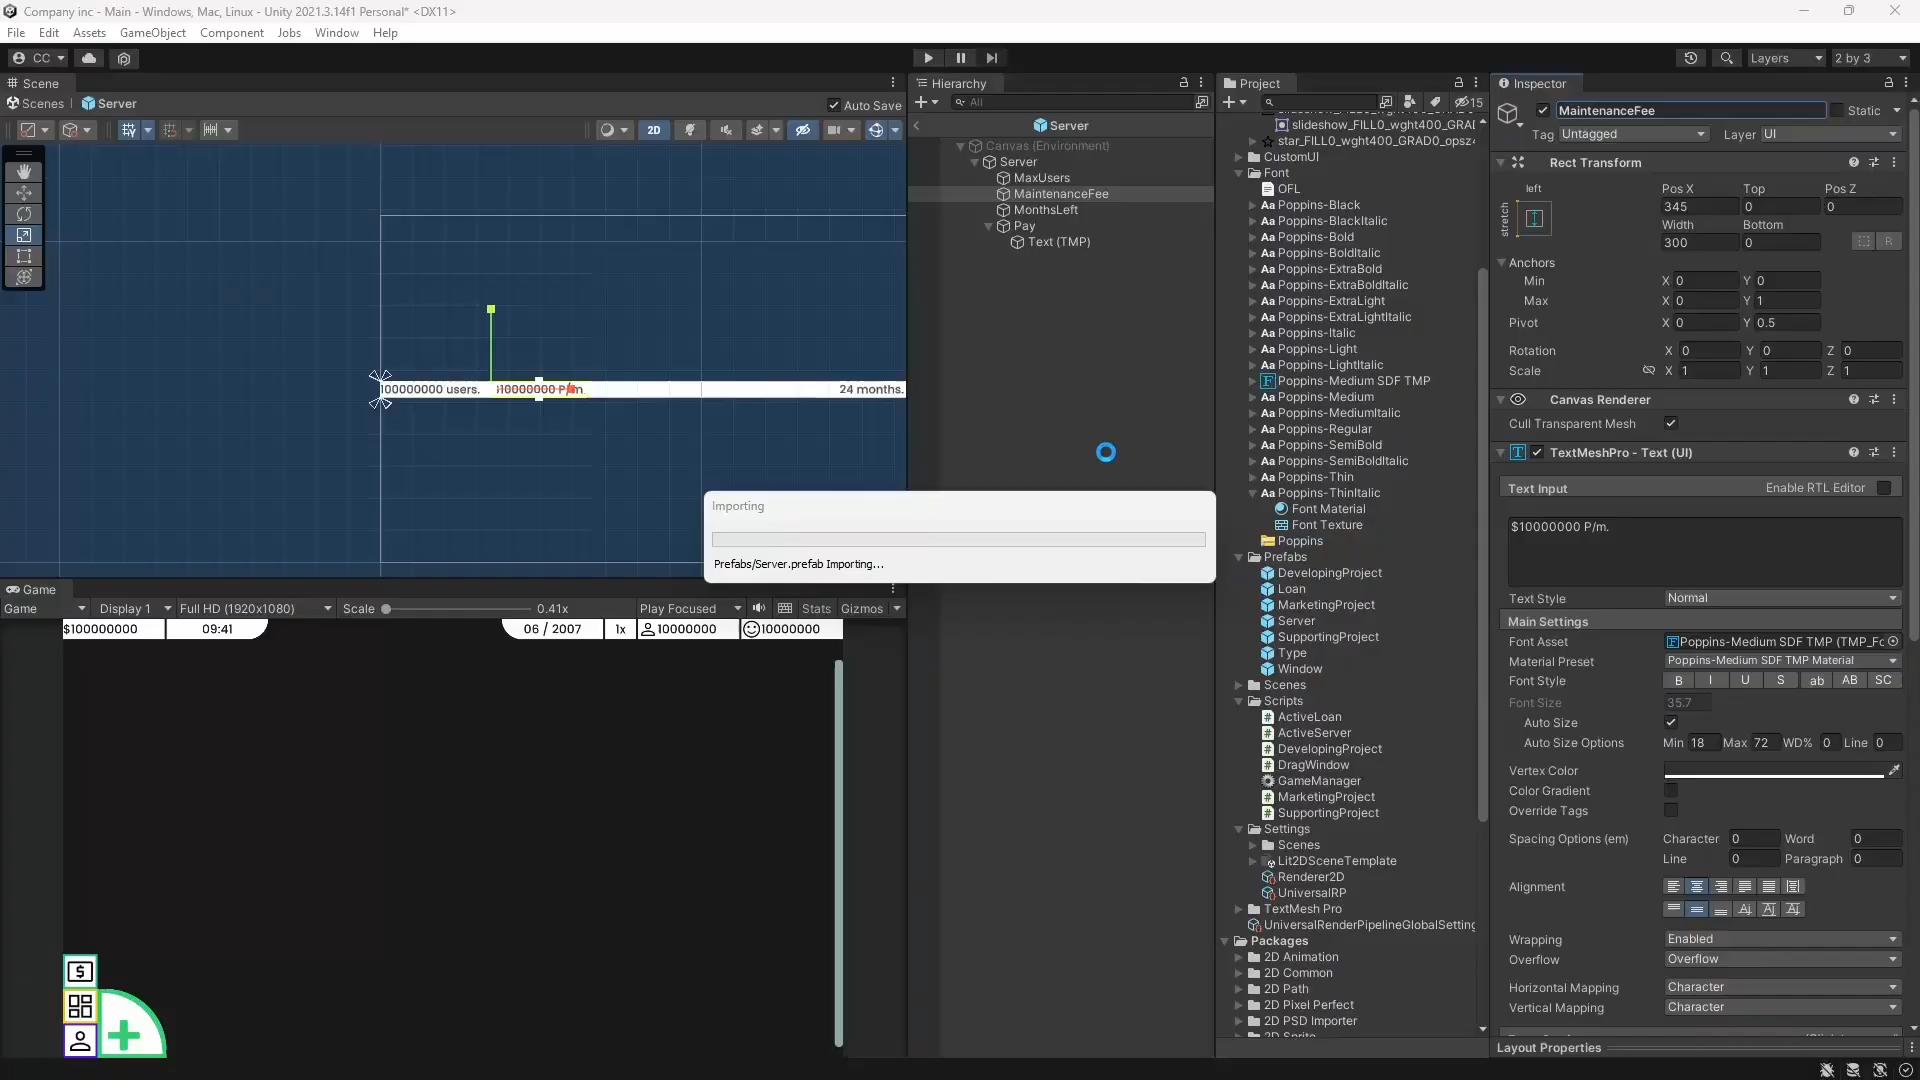 Company inc - Main - Windows, Mac, Linux - Unity 2021.3.14f1 Personal* <DX11>
File Edit Assets GameObject Component Jobs Window Help
CC
Layers
2 by 3
Scene
Scenes
Server
Auto Save
2D
100000000 users.
10000000 P/m.
24 months.
Importing
Prefabs/Server.prefab Importing...
Game
Game
Display 1
Full HD (1920x1080)
Scale
0.41x
Play Focused
Stats
Gizmos
$100000000
09:41
06 / 2007
1x
10000000
10000000
Hierarchy
All
Server
Canvas (Environment)
Server
MaxUsers
MaintenanceFee
MonthsLeft
Pay
Text (TMP)
Project
15
slideshow_FILL0_wght400_GRAD
star_FILL0_wght400_GRAD0_opsz4
CustomUI
Font
OFL
Poppins-Black
Poppins-BlackItalic
Poppins-Bold
Poppins-BoldItalic
Poppins-ExtraBold
Poppins-ExtraBoldItalic
Poppins-ExtraLight
Poppins-ExtraLightItalic
Poppins-Italic
Poppins-Light
Poppins-LightItalic
Poppins-Medium SDF TMP
Poppins-Medium
Poppins-MediumItalic
Poppins-Regular
Poppins-SemiBold
Poppins-SemiBoldItalic
Poppins-Thin
Poppins-ThinItalic
Font Material
Font Texture
Poppins
Prefabs
DevelopingProject
Loan
MarketingProject
Server
SupportingProject
Type
Window
Scenes
Scripts
ActiveLoan
ActiveServer
DevelopingProject
DragWindow
GameManager
MarketingProject
SupportingProject
Settings
Scenes
Lit2DSceneTemplate
Renderer2D
UniversalRP
TextMesh Pro
UniversalRenderPipelineGlobalSetting
Packages
2D Animation
2D Common
2D Path
2D Pixel Perfect
2D PSD Importer
2D Sprite
Inspector
MaintenanceFee
Static
Tag Untagged Layer UI
Rect Transform
left
stretch
Pos X Top Pos Z
345 0 0
Width Bottom
300 0
R
Anchors
Min X 0 Y 0
Max X 0 Y 1
Pivot X 0 Y 0.5
Rotation X 0 Y 0 Z 0
Scale X 1 Y 1 Z 1
Canvas Renderer
Cull Transparent Mesh
TextMeshPro - Text (UI)
Text Input
Enable RTL Editor
$10000000 P/m.
Text Style Normal
Main Settings
Font Asset Poppins-Medium SDF TMP (TMP_Fo
Material Preset Poppins-Medium SDF TMP Material
Font Style B I U S ab AB SC
Font Size 35.7
Auto Size
Auto Size Options Min 18 Max 72 WD% 0 Line 0
Vertex Color
Color Gradient
Override Tags
Spacing Options (em) Character 0 Word 0
Line 0 Paragraph 0
Alignment
Wrapping Enabled
Overflow Overflow
Horizontal Mapping Character
Vertical Mapping Character
Layout Properties